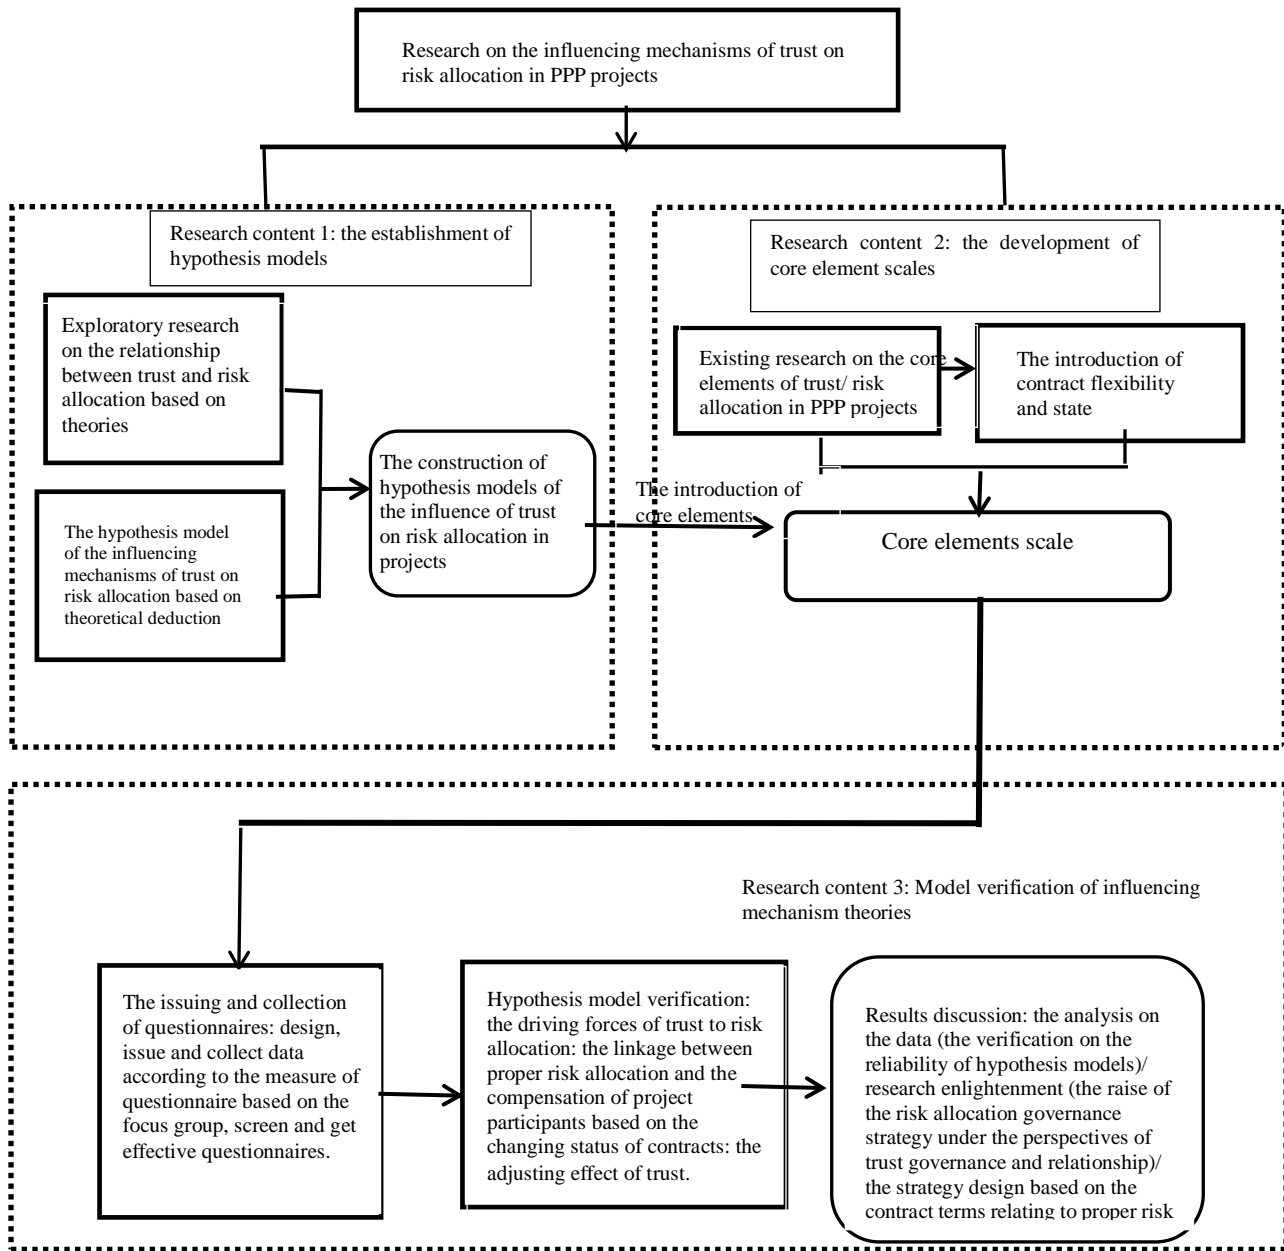 Research on the influencing mechanisms of trust on
risk allocation in PPP projects
Research content 1: the establishment of
hypothesis models
Exploratory research
on the relationship
between trust and risk
allocation based on
theories
The hypothesis model
of the influencing
mechanisms of trust on
risk allocation based on
theoretical deduction
The construction of
hypothesis models of
the influence of trust
on risk allocation in
projects
The introduction of
core elements
Research content 2: the development of
core element scales
Existing research on the core
elements of trust/ risk
allocation in PPP projects
The introduction of
contract flexibility
and state
Core elements scale
Research content 3: Model verification of influencing
mechanism theories
The issuing and collection
of questionnaires: design,
issue and collect data
according to the measure of
questionnaire based on the
focus group, screen and get
effective questionnaires.
Hypothesis model verification:
the driving forces of trust to risk
allocation: the linkage between
proper risk allocation and the
compensation of project
participants based on the
changing status of contracts: the
adjusting effect of trust.
Results discussion: the analysis on
the data (the verification on the
reliability of hypothesis models)/
research enlightenment (the raise of
the risk allocation governance
strategy under the perspectives of
trust governance and relationship)/
the strategy design based on the
contract terms relating to proper risk